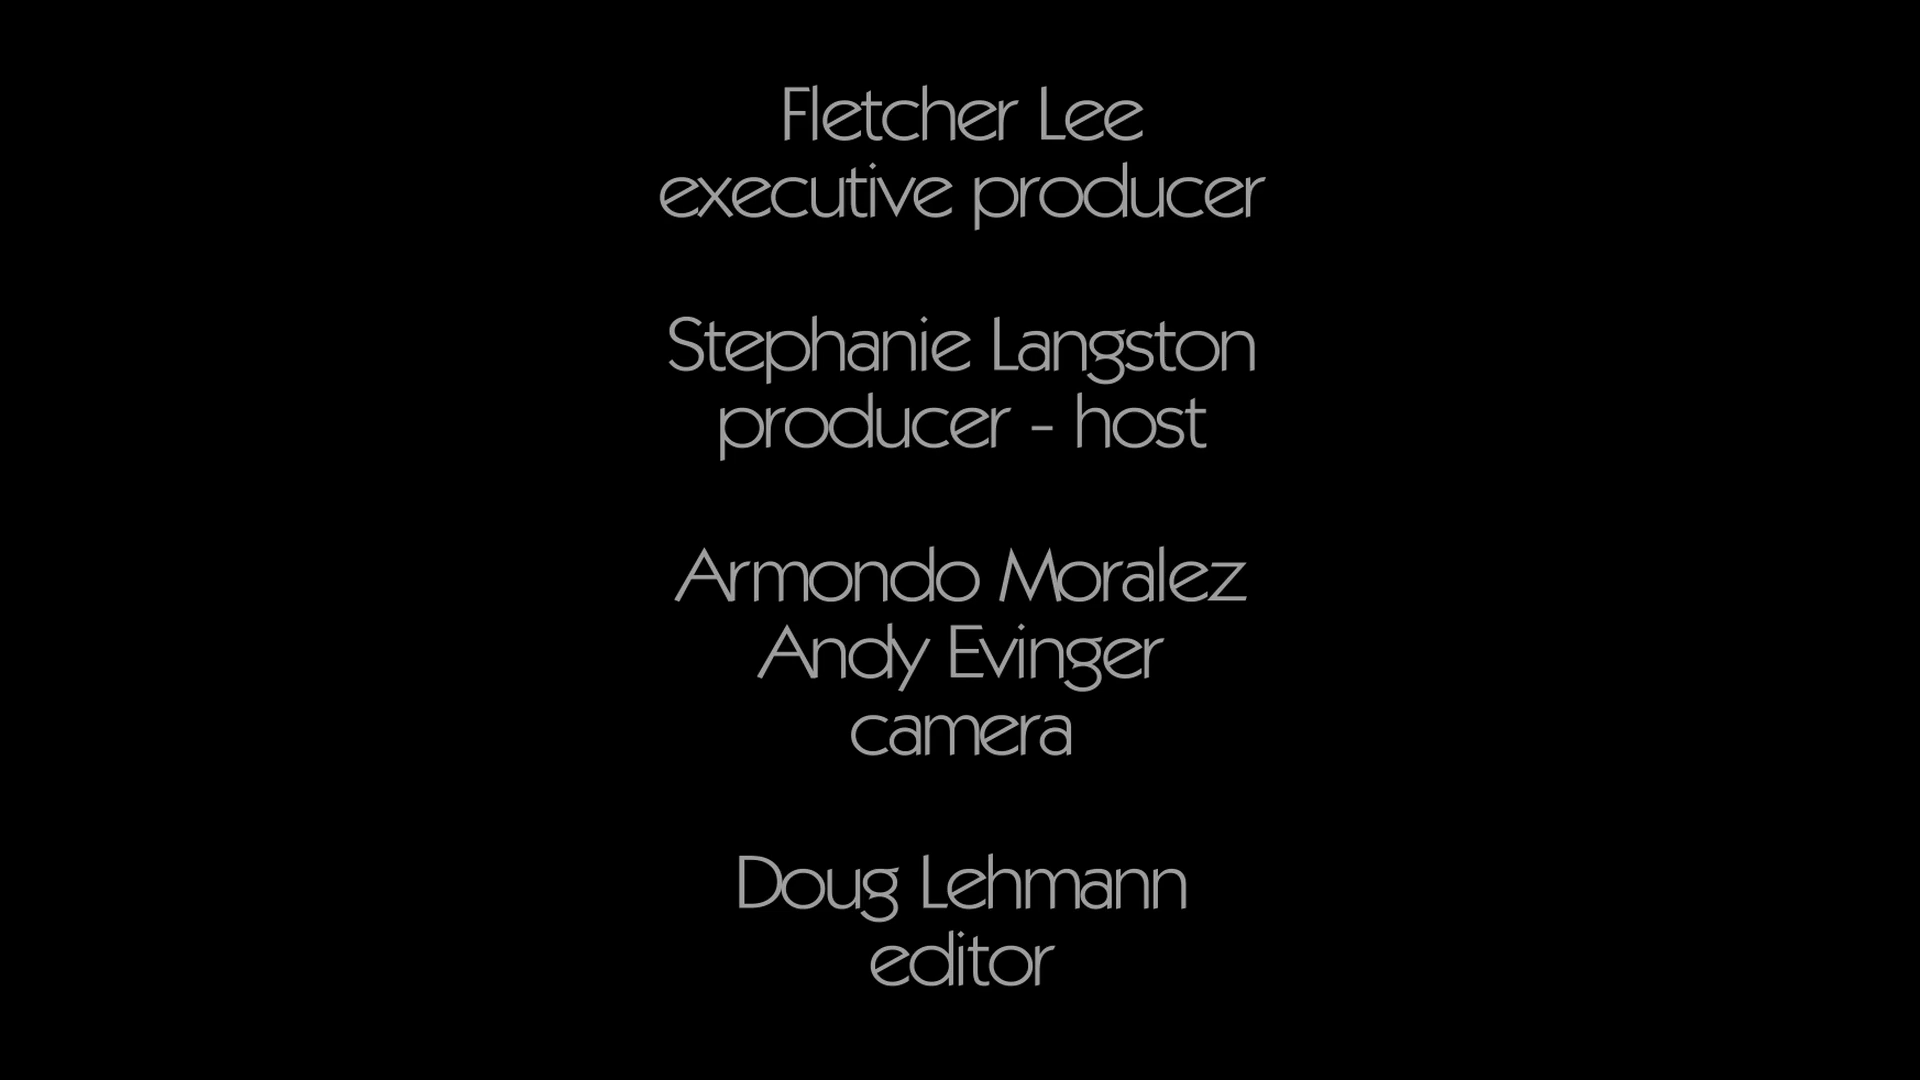 Fletcher Lee
executive producer
Stephanie Langston
producer - host
Armondo Moralez
Andy Evinger
camera
Doug Lehmann
editor